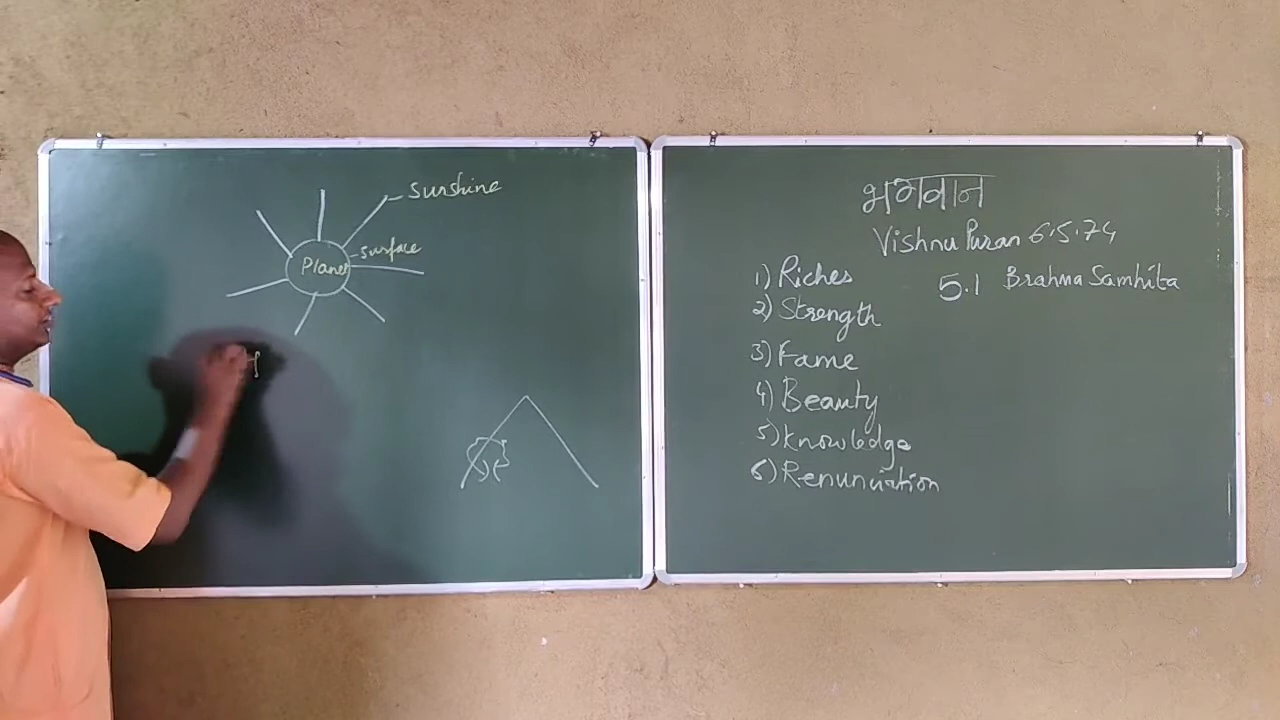 Sunshine
surface
Planet
भगवान
Vishnu Puran 6.5.74
5.1 Brahma Samhita
1) Riches
2) Strength
3) Fame
4) Beauty
5) Knowledge
6) Renunciation